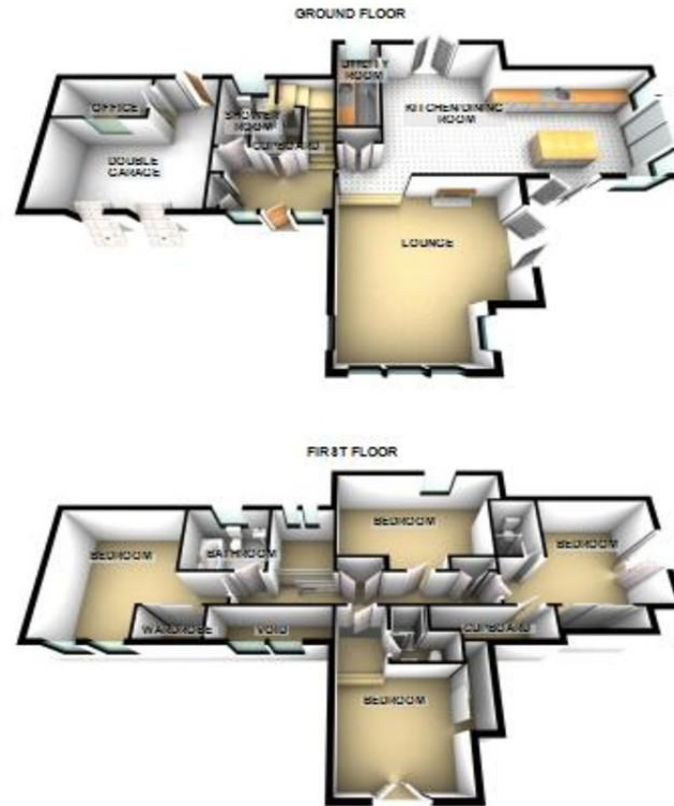 GROUND FLOOR
UTILITY
ROOM
OFFICE
SHOWER
ROOM
KITCHEN/DINING
ROOM
CUPBOARD
DOUBLE
GARAGE
LOUNGE
FIRST FLOOR
BEDROOM
BEDROOM
BATHROOM
BEDROOM
WARDROBE
VOID
CUPBOARD
BEDROOM